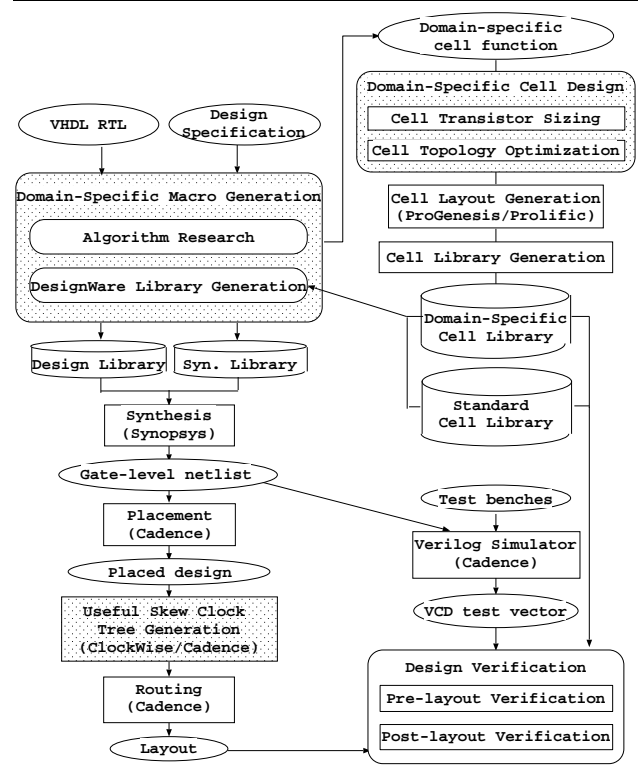 Domain-specific
cell function
Domain-Specific Cell Design
Cell Transistor Sizing
Cell Topology Optimization
VHDL RTL
Design
Specification
Domain-Specific Macro Generation
Algorithm Research
DesignWare Library Generation
Cell Layout Generation
(ProGenesis/Prolific)
Cell Library Generation
Domain-Specific
Cell Library
Standard
Cell Library
Design Library
Syn. Library
Synthesis
(Synopsys)
Gate-level netlist
Placement
(Cadence)
Placed design
Useful Skew Clock
Tree Generation
(ClockWise/Cadence)
Routing
(Cadence)
Layout
Test benches
Verilog Simulator
(Cadence)
VCD test vector
Design Verification
Pre-layout Verification
Post-layout Verification